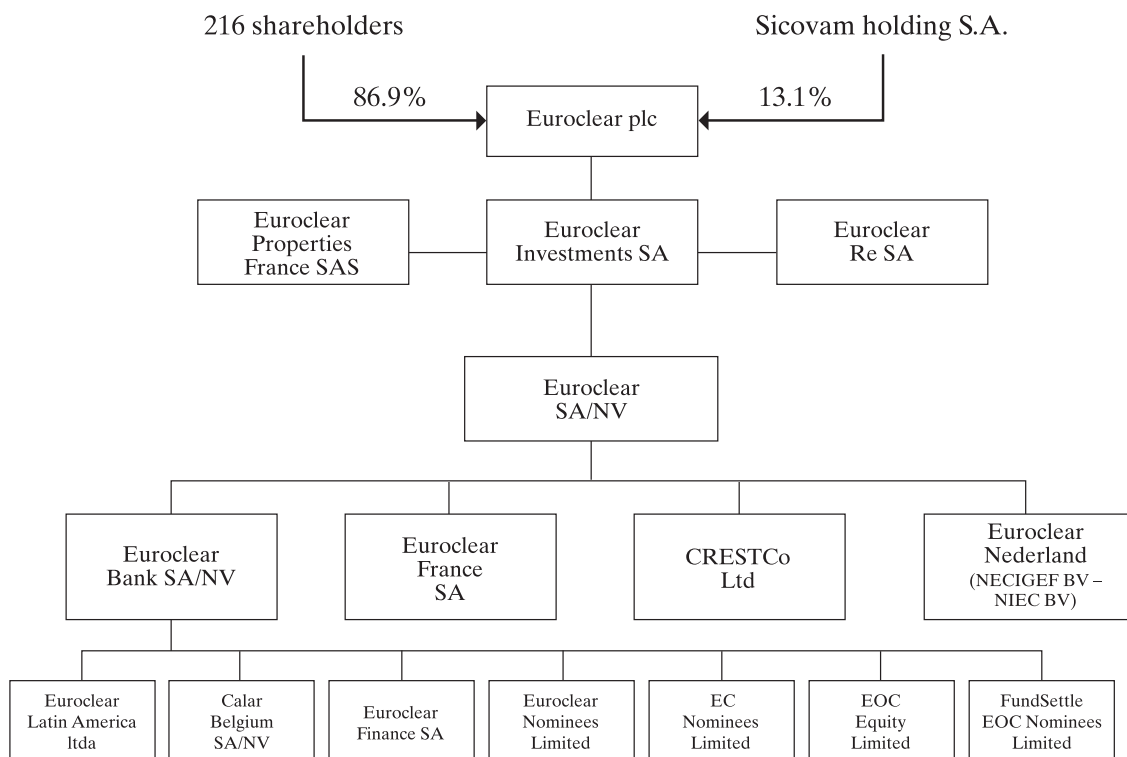 216 shareholders
Sicovam holding S.A.
86.9%
13.1%
Euroclear plc
Euroclear
Properties
France SAS
Euroclear
Investments SA
Euroclear
Re SA
Euroclear
SA/NV
Euroclear
Bank SA/NV
Euroclear
France
SA
CRESTCo
Ltd
Euroclear
Nederland
(NECIGEF BV –
NIEC BV)
Euroclear
Latin America
ltda
Calar
Belgium
SA/NV
Euroclear
Finance SA
Euroclear
Nominees
Limited
EC
Nominees
Limited
EOC
Equity
Limited
FundSettle
EOC Nominees
Limited